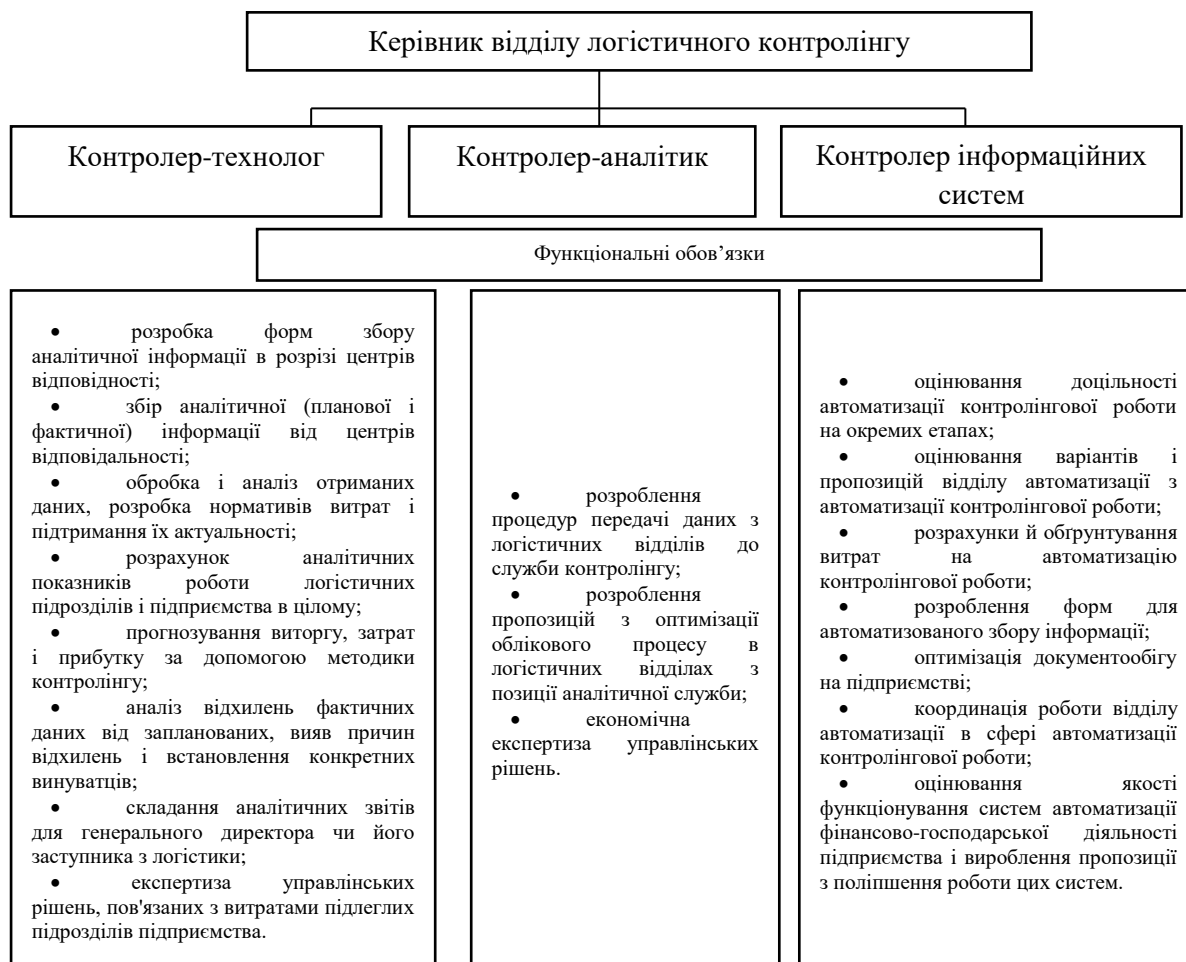 Керівник відділу логістичного контролінгу
Контролер-технолог
Контролер-аналітик
Контролер інформаційних
систем
Функціональні обов’язки
• розробка форм збору
аналітичної інформації в розрізі центрів
відповідності;
• збір аналітичної (планової і
фактичної) інформації від центрів
відповідальності;
• обробка і аналіз отриманих
даних, розробка нормативів витрат і
підтримання їх актуальності;
• розрахунок аналітичних
показників роботи логістичних
підрозділів і підприємства в цілому;
• прогнозування виторгу, затрат
і прибутку за допомогою методики
контролінгу;
• аналіз відхилень фактичних
даних від запланованих, вияв причин
відхилень і встановлення конкретних
винуватців;
• складання аналітичних звітів
для генерального директора чи його
заступника з логістики;
• експертиза управлінських
рішень, пов'язаних з витратами підлеглих
підрозділів підприємства.
• розроблення
процедур передачі даних з
логістичних відділів до
служби контролінгу;
• розроблення
пропозицій з оптимізації
облікового процесу в
логістичних відділах з
позиції аналітичної служби;
• економічна
експертиза управлінських
рішень.
• оцінювання доцільності
автоматизації контролінгової роботи
на окремих етапах;
• оцінювання варіантів і
пропозицій відділу автоматизації з
автоматизації контролінгової роботи;
• розрахунки й обґрунтування
витрат на автоматизацію
контролінгової роботи;
• розроблення форм для
автоматизованого збору інформації;
• оптимізація документообігу
на підприємстві;
• координація роботи відділу
автоматизації в сфері автоматизації
контролінгової роботи;
• оцінювання якості
функціонування систем автоматизації
фінансово-господарської діяльності
підприємства і вироблення пропозиції
з поліпшення роботи цих систем.